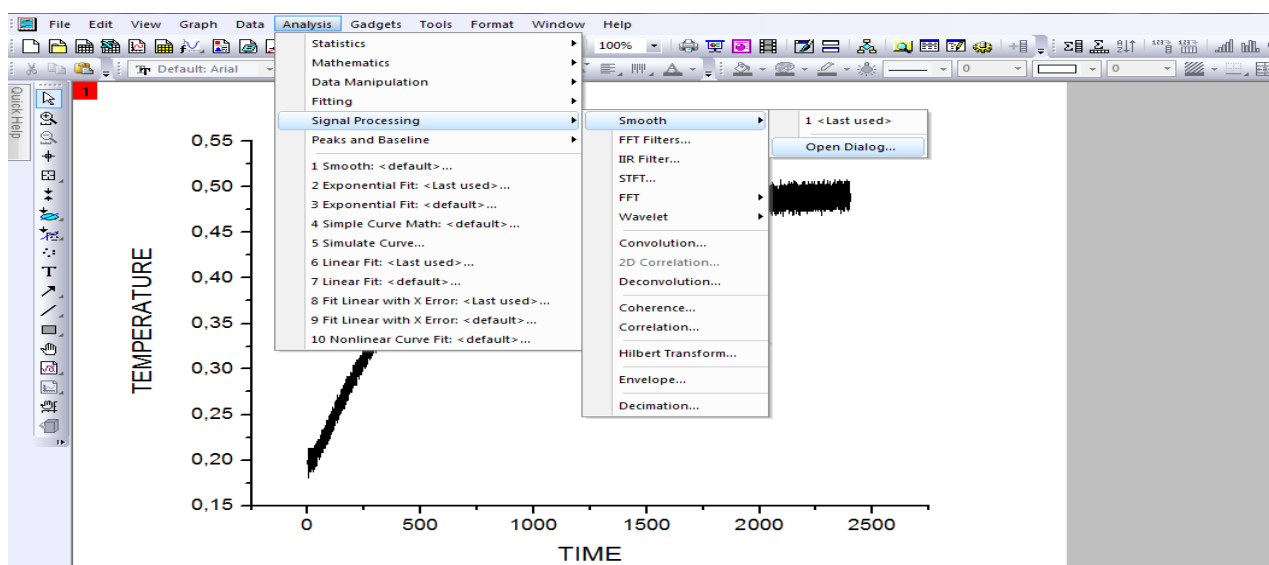 File Edit View Graph Data Analysis Gadgets Tools Format Window Help
100%
Default: Arial 0 0
Quick Help
1
Statistics
Mathematics
Data Manipulation
Fitting
Signal Processing
Peaks and Baseline
1 Smooth: <default>...
2 Exponential Fit: <Last used>...
3 Exponential Fit: <default>...
4 Simple Curve Math: <default>...
5 Simulate Curve...
6 Linear Fit: <Last used>...
7 Linear Fit: <default>...
8 Fit Linear with X Error: <Last used>...
9 Fit Linear with X Error: <default>...
10 Nonlinear Curve Fit: <default>...
Smooth
FFT Filters...
IIR Filter...
STFT...
FFT
Wavelet
Convolution...
2D Correlation...
Deconvolution...
Coherence...
Correlation...
Hilbert Transform...
Envelope...
Decimation...
1 <Last used>
Open Dialog...
TEMPERATURE
0,55
0,50
0,45
0,40
0,35
0,30
0,25
0,20
0,15
0 500 1000 1500 2000 2500
TIME